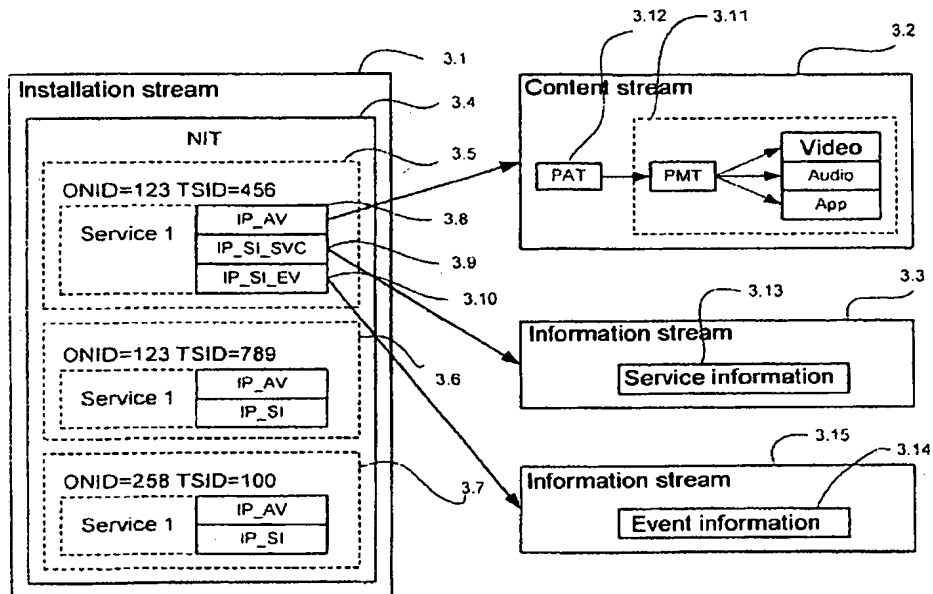 3.1
Installation stream
3.4
NIT
3.5
ONID=123 TSID=456
Service 1
IP_AV
3.8
IP_SI_SVC
3.9
IP_SI_EV
3.10
ONID=123 TSID=789
3.6
Service 1
IP_AV
IP_SI
ONID=258 TSID=100
3.7
Service 1
IP_AV
IP_SI
3.12
3.11
3.2
Content stream
PAT
PMT
Video
Audio
App
3.13
3.3
Information stream
Service information
3.15
3.14
Information stream
Event information